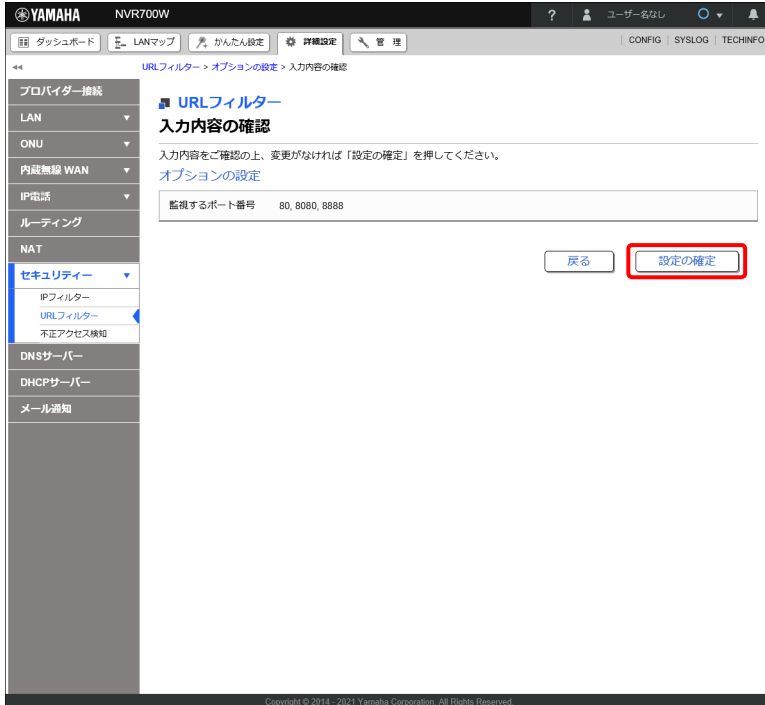 YAMAHA NVR700W ? ユーザー名なし
ダッシュボード LANマップ かんたん設定 詳細設定 管 理 CONFIG SYSLOG TECHINFO
URLフィルター > オプションの設定 > 入力内容の確認
プロバイダー接続
LAN
ONU
内蔵無線 WAN
IP電話
ルーティング
NAT
セキュリティー
IPフィルター
URLフィルター
不正アクセス検知
DNSサーバー
DHCPサーバー
メール通知
URLフィルター
入力内容の確認
入力内容をご確認の上、変更がなければ「設定の確定」を押してください。
オプションの設定
監視するポート番号 80, 8080, 8888
戻る 設定の確定
Copyright © 2014 - 2021 Yamaha Corporation. All Rights Reserved.